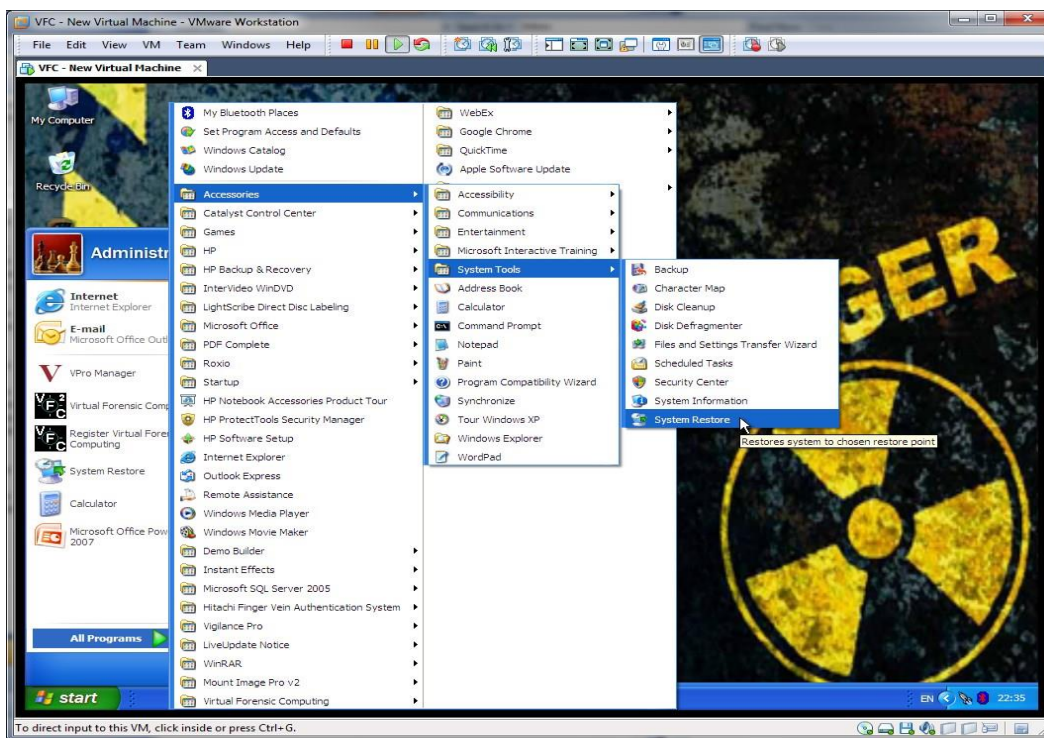 VFC - New Virtual Machine - VMware Workstation
File Edit View VM Team Windows Help
VFC - New Virtual Machine
My Computer
Recycle Bin
Administr
Internet
Internet Explorer
E-mail
Microsoft Office Outl
VPro Manager
Virtual Forensic Comp
Register Virtual Foren
Computing
System Restore
Calculator
Microsoft Office Pow
2007
All Programs
start
My Bluetooth Places
Set Program Access and Defaults
Windows Catalog
Windows Update
Accessories
Catalyst Control Center
Games
HP
HP Backup & Recovery
InterVideo WinDVD
LightScribe Direct Disc Labeling
Microsoft Office
PDF Complete
Roxio
Startup
HP Notebook Accessories Product Tour
HP ProtectTools Security Manager
HP Software Setup
Internet Explorer
Outlook Express
Remote Assistance
Windows Media Player
Windows Movie Maker
Demo Builder
Instant Effects
Microsoft SQL Server 2005
Hitachi Finger Vein Authentication System
Vigilance Pro
LiveUpdate Notice
WinRAR
Mount Image Pro v2
Virtual Forensic Computing
WebEx
Google Chrome
QuickTime
Apple Software Update
Accessibility
Communications
Entertainment
Microsoft Interactive Training
System Tools
Address Book
Calculator
Command Prompt
Notepad
Paint
Program Compatibility Wizard
Synchronize
Tour Windows XP
Windows Explorer
WordPad
Backup
Character Map
Disk Cleanup
Disk Defragmenter
Files and Settings Transfer Wizard
Scheduled Tasks
Security Center
System Information
System Restore
Restores system to chosen restore point
GER
EN
22:35
To direct input to this VM, click inside or press Ctrl+G.